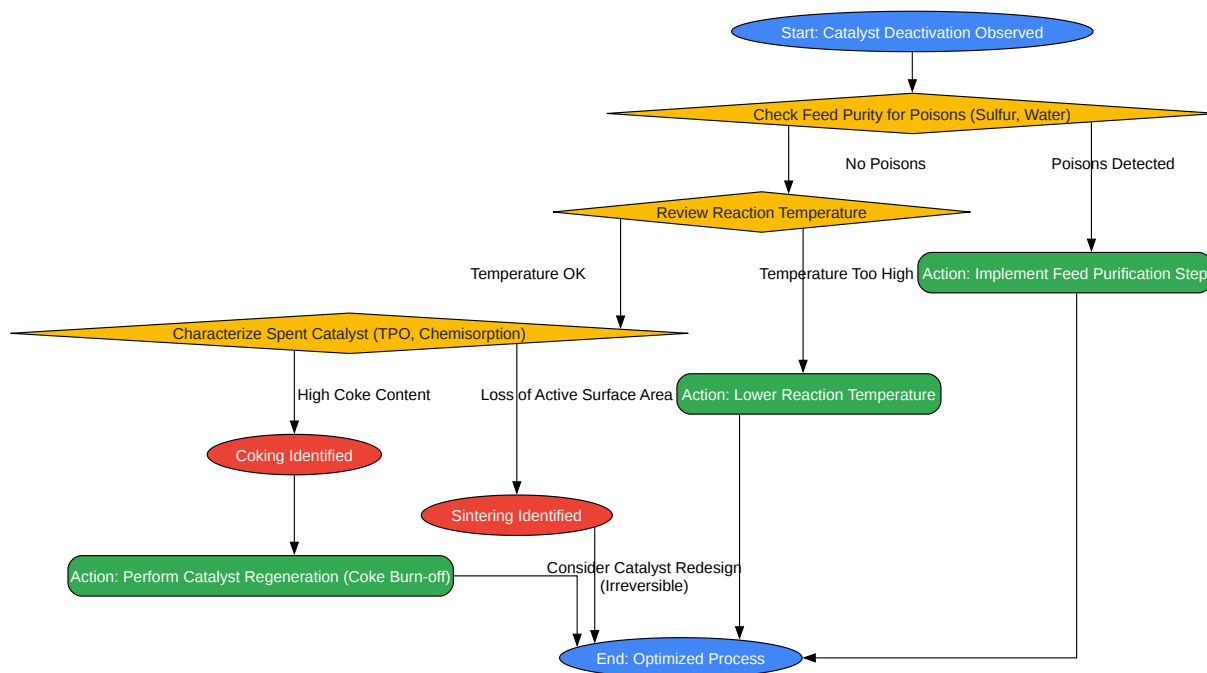 Start: Catalyst Deactivation Observed
Check Feed Purity for Poisons (Sulfur, Water)
No Poisons
Poisons Detected
Review Reaction Temperature
Temperature OK
Temperature Too High
Action: Implement Feed Purification Step
Characterize Spent Catalyst (TPO, Chemisorption)
High Coke Content
Loss of Active Surface Area
Action: Lower Reaction Temperature
Coking Identified
Sintering Identified
Action: Perform Catalyst Regeneration (Coke Burn-off)
Consider Catalyst Redesign
(Irreversible)
End: Optimized Process